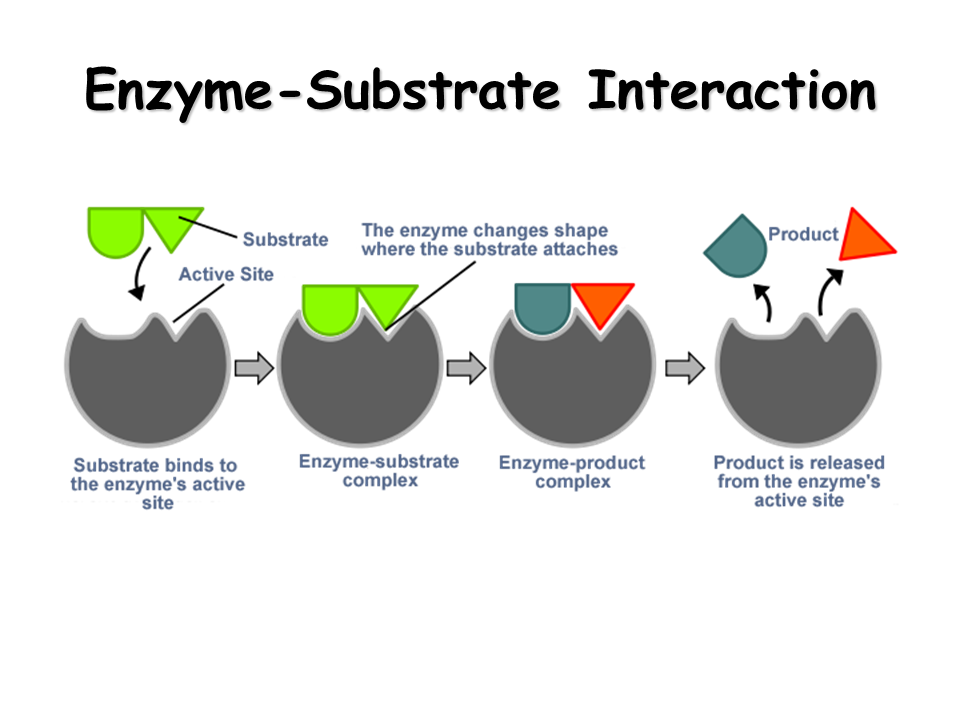 Enzyme-Substrate Interaction
Substrate
Active Site
The enzyme changes shape
where the substrate attaches
Product
Substrate binds to
the enzyme's active
site
Enzyme-substrate
complex
Enzyme-product
complex
Product is released
from the enzyme's
active site